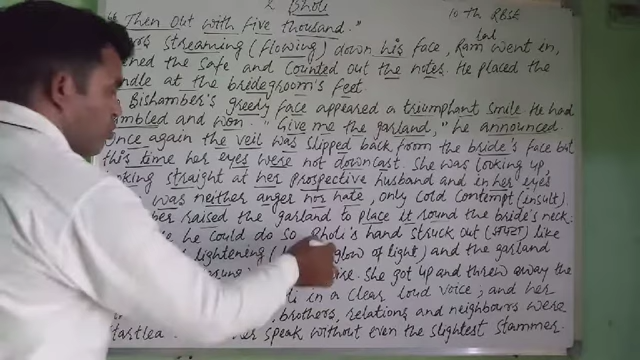 2 Bholi
10th RBSE
"Then Out with five thousand."
streaming (flowing) down his face, Ram Lal went in,
the safe and counted out the notes. He placed the
at the bridegroom's feet.
Bishamber's greedy face appeared a triumphant smile. He had
and won. "Give me the garland," he announced.
Once again the veil was slipped back from the bride's face but
this time her eyes were not downcast. She was looking up,
looking straight at her prospective husband and in her eyes
was neither anger nor hate, only cold contempt (insult).
raised the garland to place it round the bride's neck.
he could do so Bholi's hand struck out like
lightening (glow of light) and the garland
She got up and threw away the
in a clear loud voice; and her
brothers, relations and neighbours were
speak without even the slightest stammer.